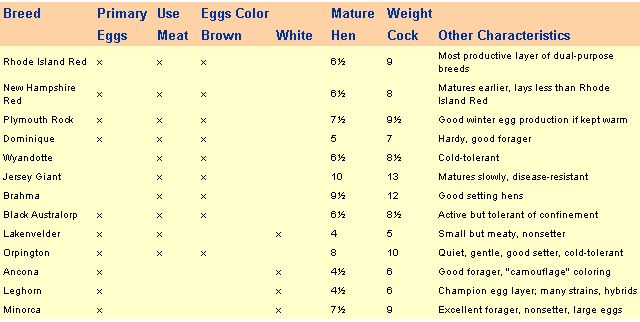 Breed Primary Use Eggs Color Mature Weight
Eggs Meat Brown White Hen Cock Other Characteristics
Rhode Island Red x x x 6½ 9 Most productive layer of dual-purpose breeds
New Hampshire Red x x x 6½ 8 Matures earlier, lays less than Rhode Island Red
Plymouth Rock x x x 7½ 9½ Good winter egg production if kept warm
Dominique x x x 5 7 Hardy, good forager
Wyandotte x x 6½ 8½ Cold-tolerant
Jersey Giant x x 10 13 Matures slowly, disease-resistant
Brahma x x 9½ 12 Good setting hens
Black Australorp x x x 6½ 8½ Active but tolerant of confinement
Lakenvelder x x x 4 5 Small but meaty, nonsetter
Orpington x x x 8 10 Quiet, gentle, good setter, cold-tolerant
Ancona x x 4½ 6 Good forager, "camouflage" coloring
Leghorn x x 4½ 6 Champion egg layer; many strains, hybrids
Minorca x x 7½ 9 Excellent forager, nonsetter, large eggs